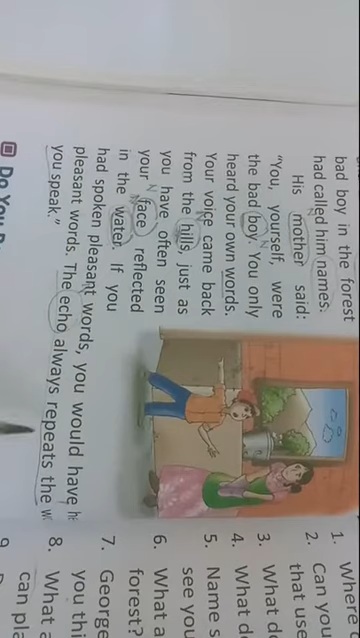 bad boy in the forest
had called him names.
His mother said:
"You, yourself, were
the bad boy. You only
heard your own words.
Your voice came back
from the hills, just as
you have often seen
your face reflected
in the water. If you
had spoken pleasant words, you would have
pleasant words. The echo always repeats the
you speak."
Do You
1. Where
2. Can you
that use
3. What
4. What
5. Name
see you
6. What a
forest?
7. George
you thi
8. What a
can pla
9.